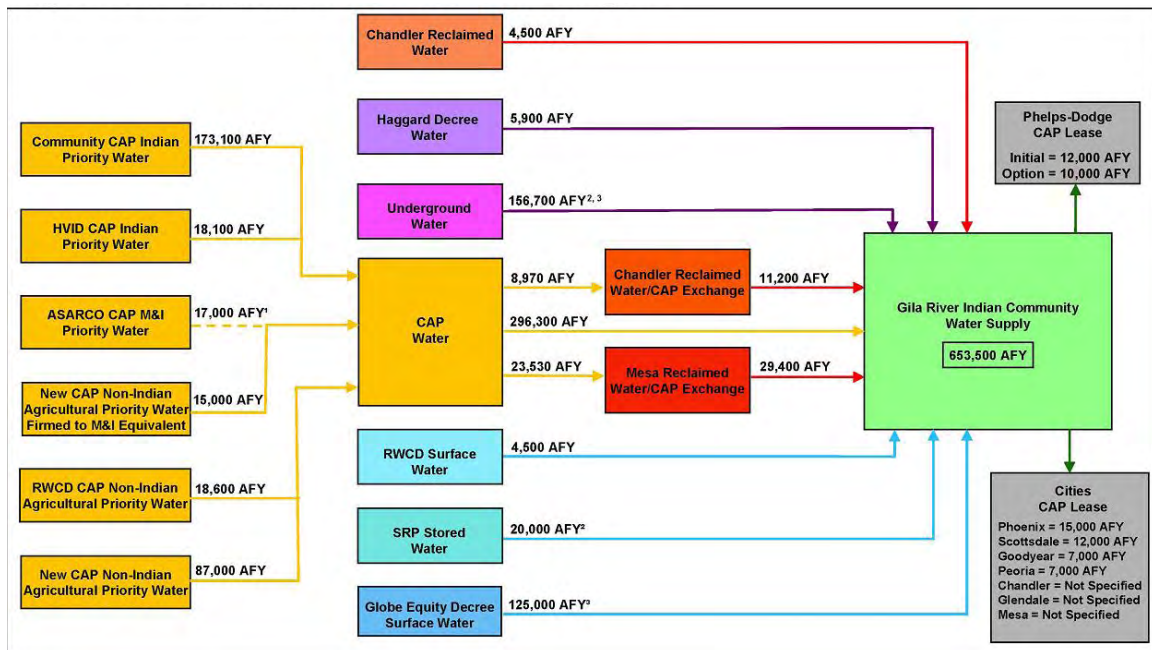 Chandler Reclaimed
Water
4,500 AFY
Haggard Decree
Water
5,900 AFY
Underground
Water
156,700 AFY², ³
Community CAP Indian
Priority Water
173,100 AFY
HVID CAP Indian
Priority Water
18,100 AFY
ASARCO CAP M&I
Priority Water
17,000 AFY¹
New CAP Non-Indian
Agricultural Priority Water
Firmed to M&I Equivalent
15,000 AFY
RWCD CAP Non-Indian
Agricultural Priority Water
18,600 AFY
New CAP Non-Indian
Agricultural Priority Water
87,000 AFY
CAP
Water
8,970 AFY
296,300 AFY
23,530 AFY
Chandler Reclaimed
Water/CAP Exchange
11,200 AFY
Mesa Reclaimed
Water/CAP Exchange
29,400 AFY
RWCD Surface
Water
4,500 AFY
SRP Stored
Water
20,000 AFY²
Globe Equity Decree
Surface Water
125,000 AFY³
Phelps-Dodge
CAP Lease
Initial = 12,000 AFY
Option = 10,000 AFY
Gila River Indian Community
Water Supply
653,500 AFY
Cities
CAP Lease
Phoenix = 15,000 AFY
Scottsdale = 12,000 AFY
Goodyear = 7,000 AFY
Peoria = 7,000 AFY
Chandler = Not Specified
Glendale = Not Specified
Mesa = Not Specified